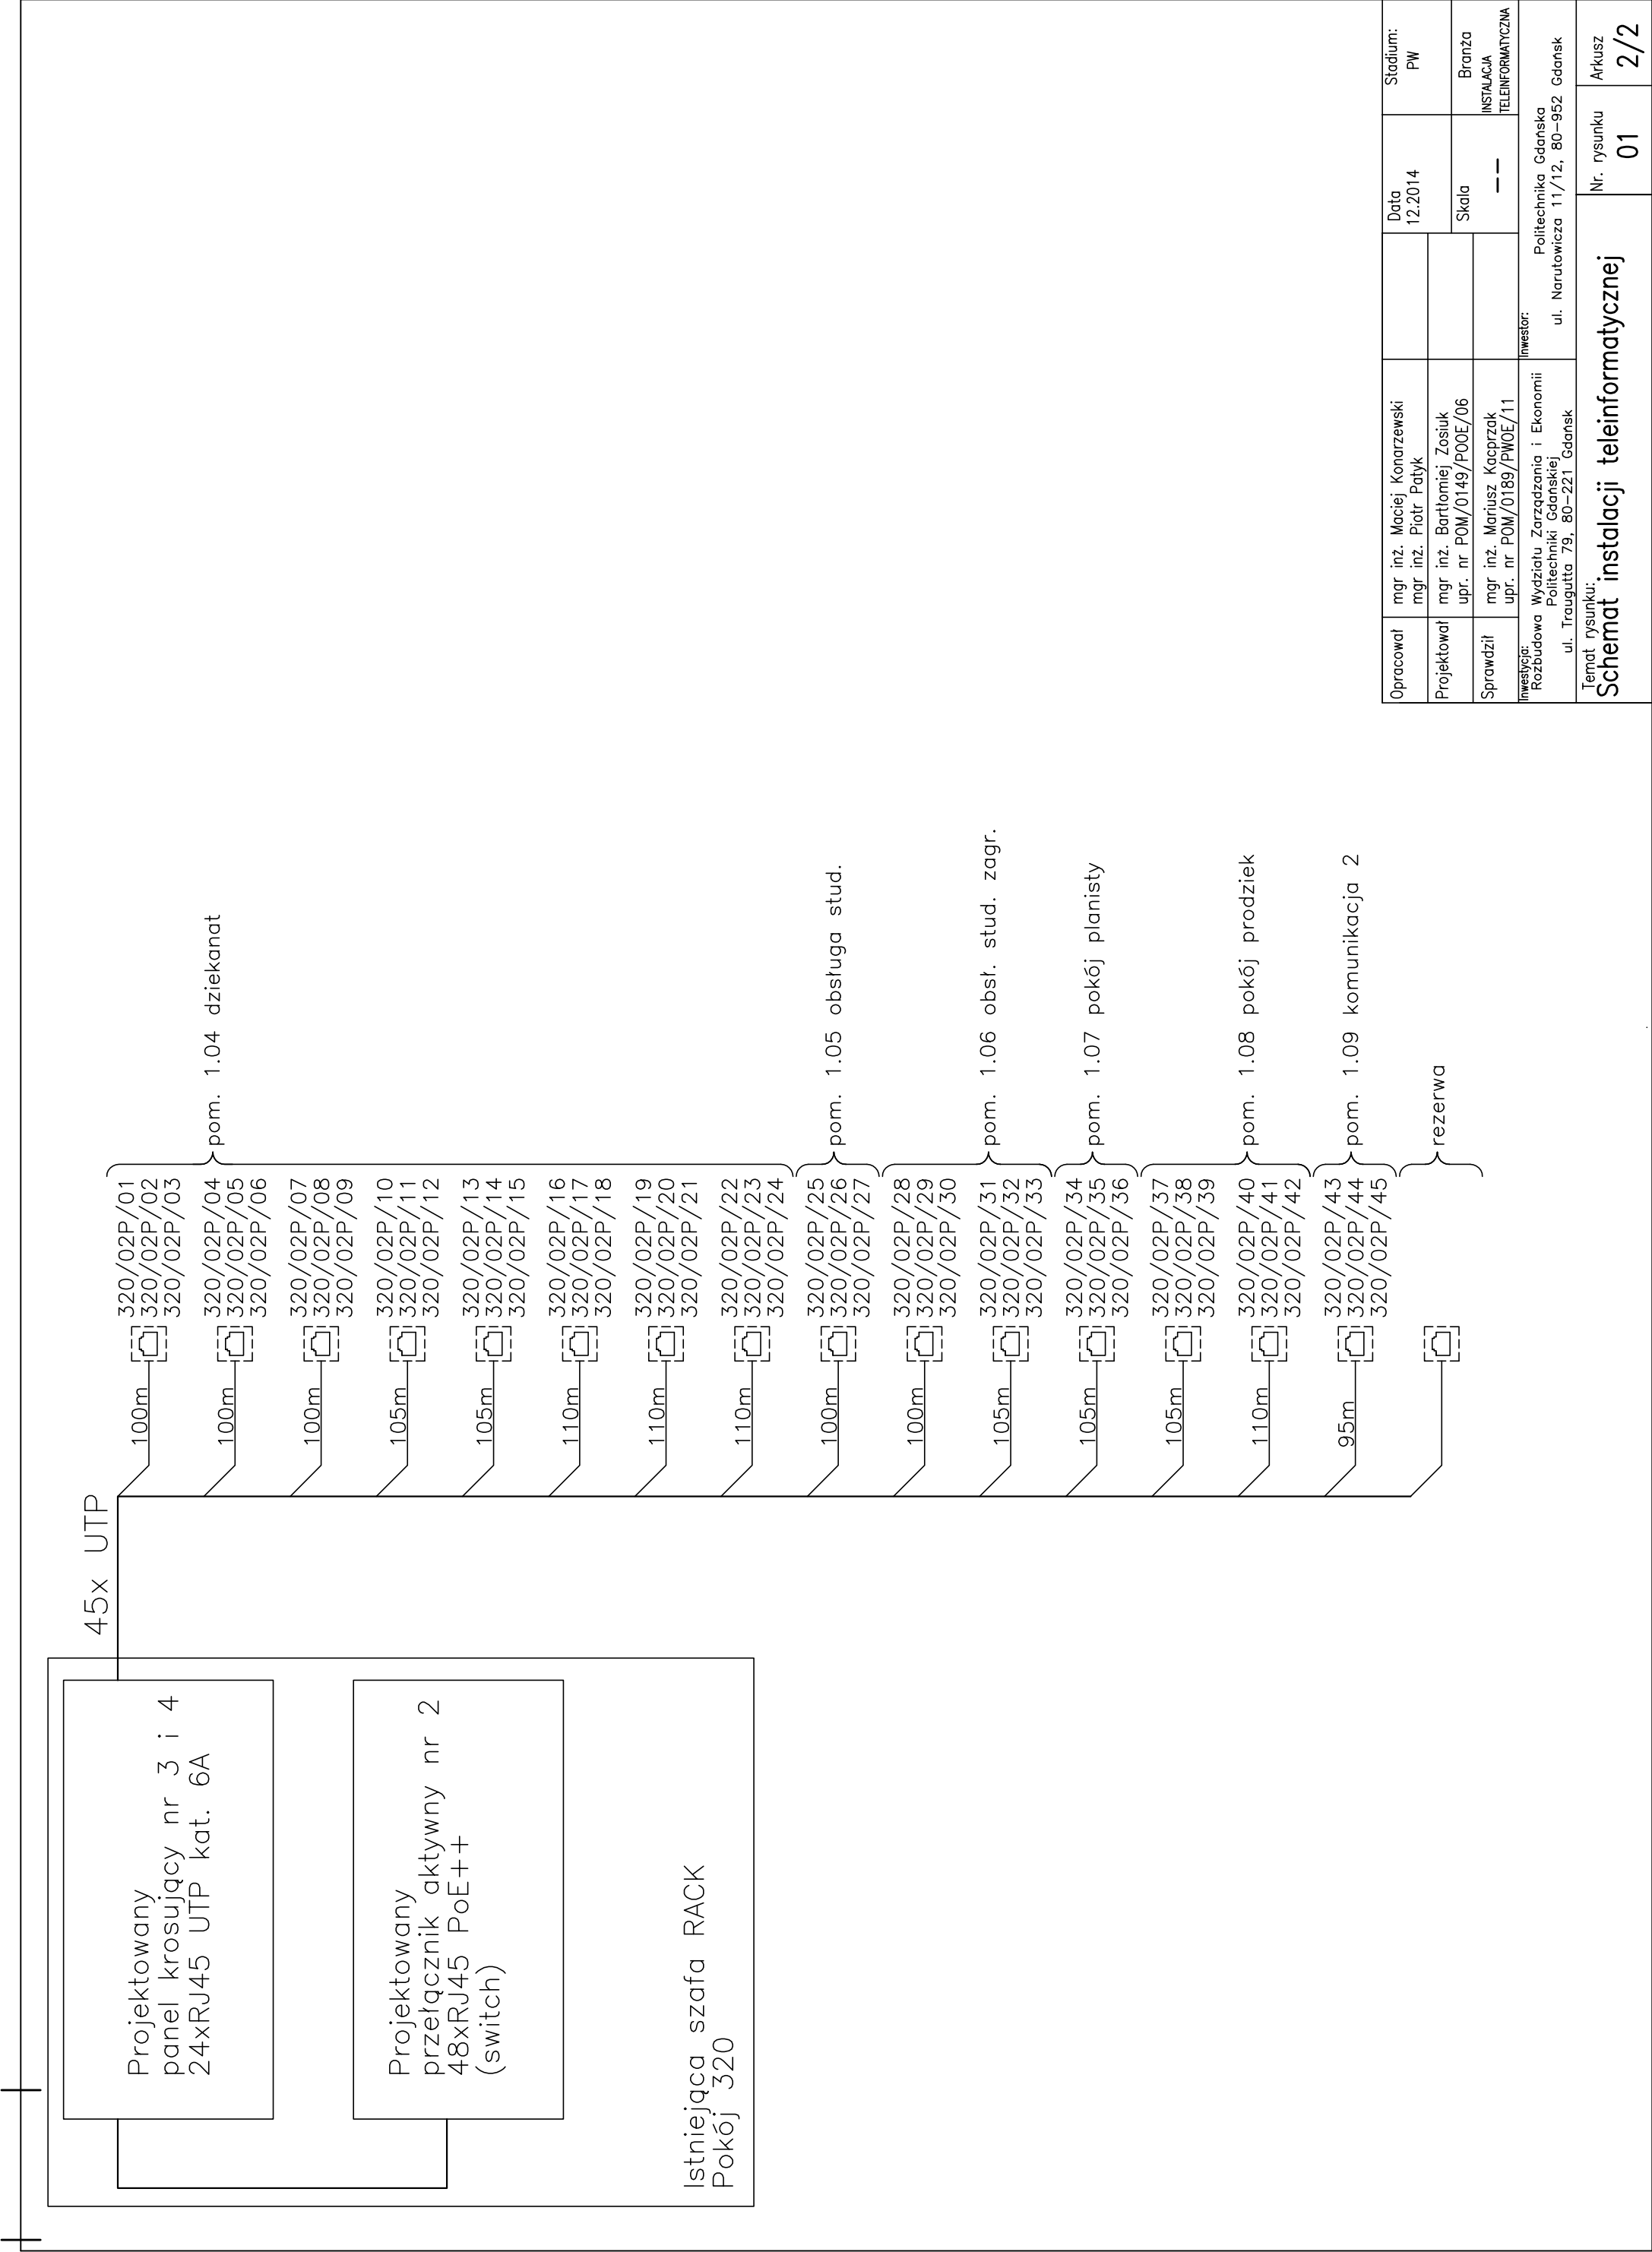 45x UTP
Projektowany
panel krosujący nr 3 i 4
24xRJ45 UTP kat. 6A
Projektowany
przełącznik aktywny nr 2
48xRJ45 PoE++
(switch)
Istniejąca szafa RACK
Pokój 320
100m
320/02P/01
320/02P/02
320/02P/03
100m
320/02P/04
320/02P/05
320/02P/06
pom. 1.04 dziekanat
100m
320/02P/07
320/02P/08
320/02P/09
105m
320/02P/10
320/02P/11
320/02P/12
105m
320/02P/13
320/02P/14
320/02P/15
110m
320/02P/16
320/02P/17
320/02P/18
110m
320/02P/19
320/02P/20
320/02P/21
110m
320/02P/22
320/02P/23
320/02P/24
100m
320/02P/25
320/02P/26
320/02P/27
pom. 1.05 obsługa stud.
100m
320/02P/28
320/02P/29
320/02P/30
105m
320/02P/31
320/02P/32
320/02P/33
pom. 1.06 obsł. stud. zagr.
105m
320/02P/34
320/02P/35
320/02P/36
pom. 1.07 pokój planisty
105m
320/02P/37
320/02P/38
320/02P/39
110m
320/02P/40
320/02P/41
320/02P/42
pom. 1.08 pokój prodziek
95m
320/02P/43
320/02P/44
320/02P/45
pom. 1.09 komunikacja 2
rezerwa
Opracował
mgr inż. Maciej Konarzewski
mgr inż. Piotr Patyk
Data
12.2014
Stadium:
PW
Projektował
mgr inż. Bartłomiej Zosiuk
upr. nr POM/0149/POOE/06
Skala
--
Branża
INSTALACJA
TELEINFORMATYCZNA
Sprawdził
mgr inż. Mariusz Kacprzak
upr. nr POM/0189/PWOE/11
Inwestycja:
Rozbudowa Wydziału Zarządzania i Ekonomii
Politechniki Gdańskiej
ul. Traugutta 79, 80-221 Gdańsk
Inwestor:
Politechnika Gdańska
ul. Narutowicza 11/12, 80-952 Gdańsk
Temat rysunku:
Schemat instalacji teleinformatycznej
Nr. rysunku
01
Arkusz
2/2